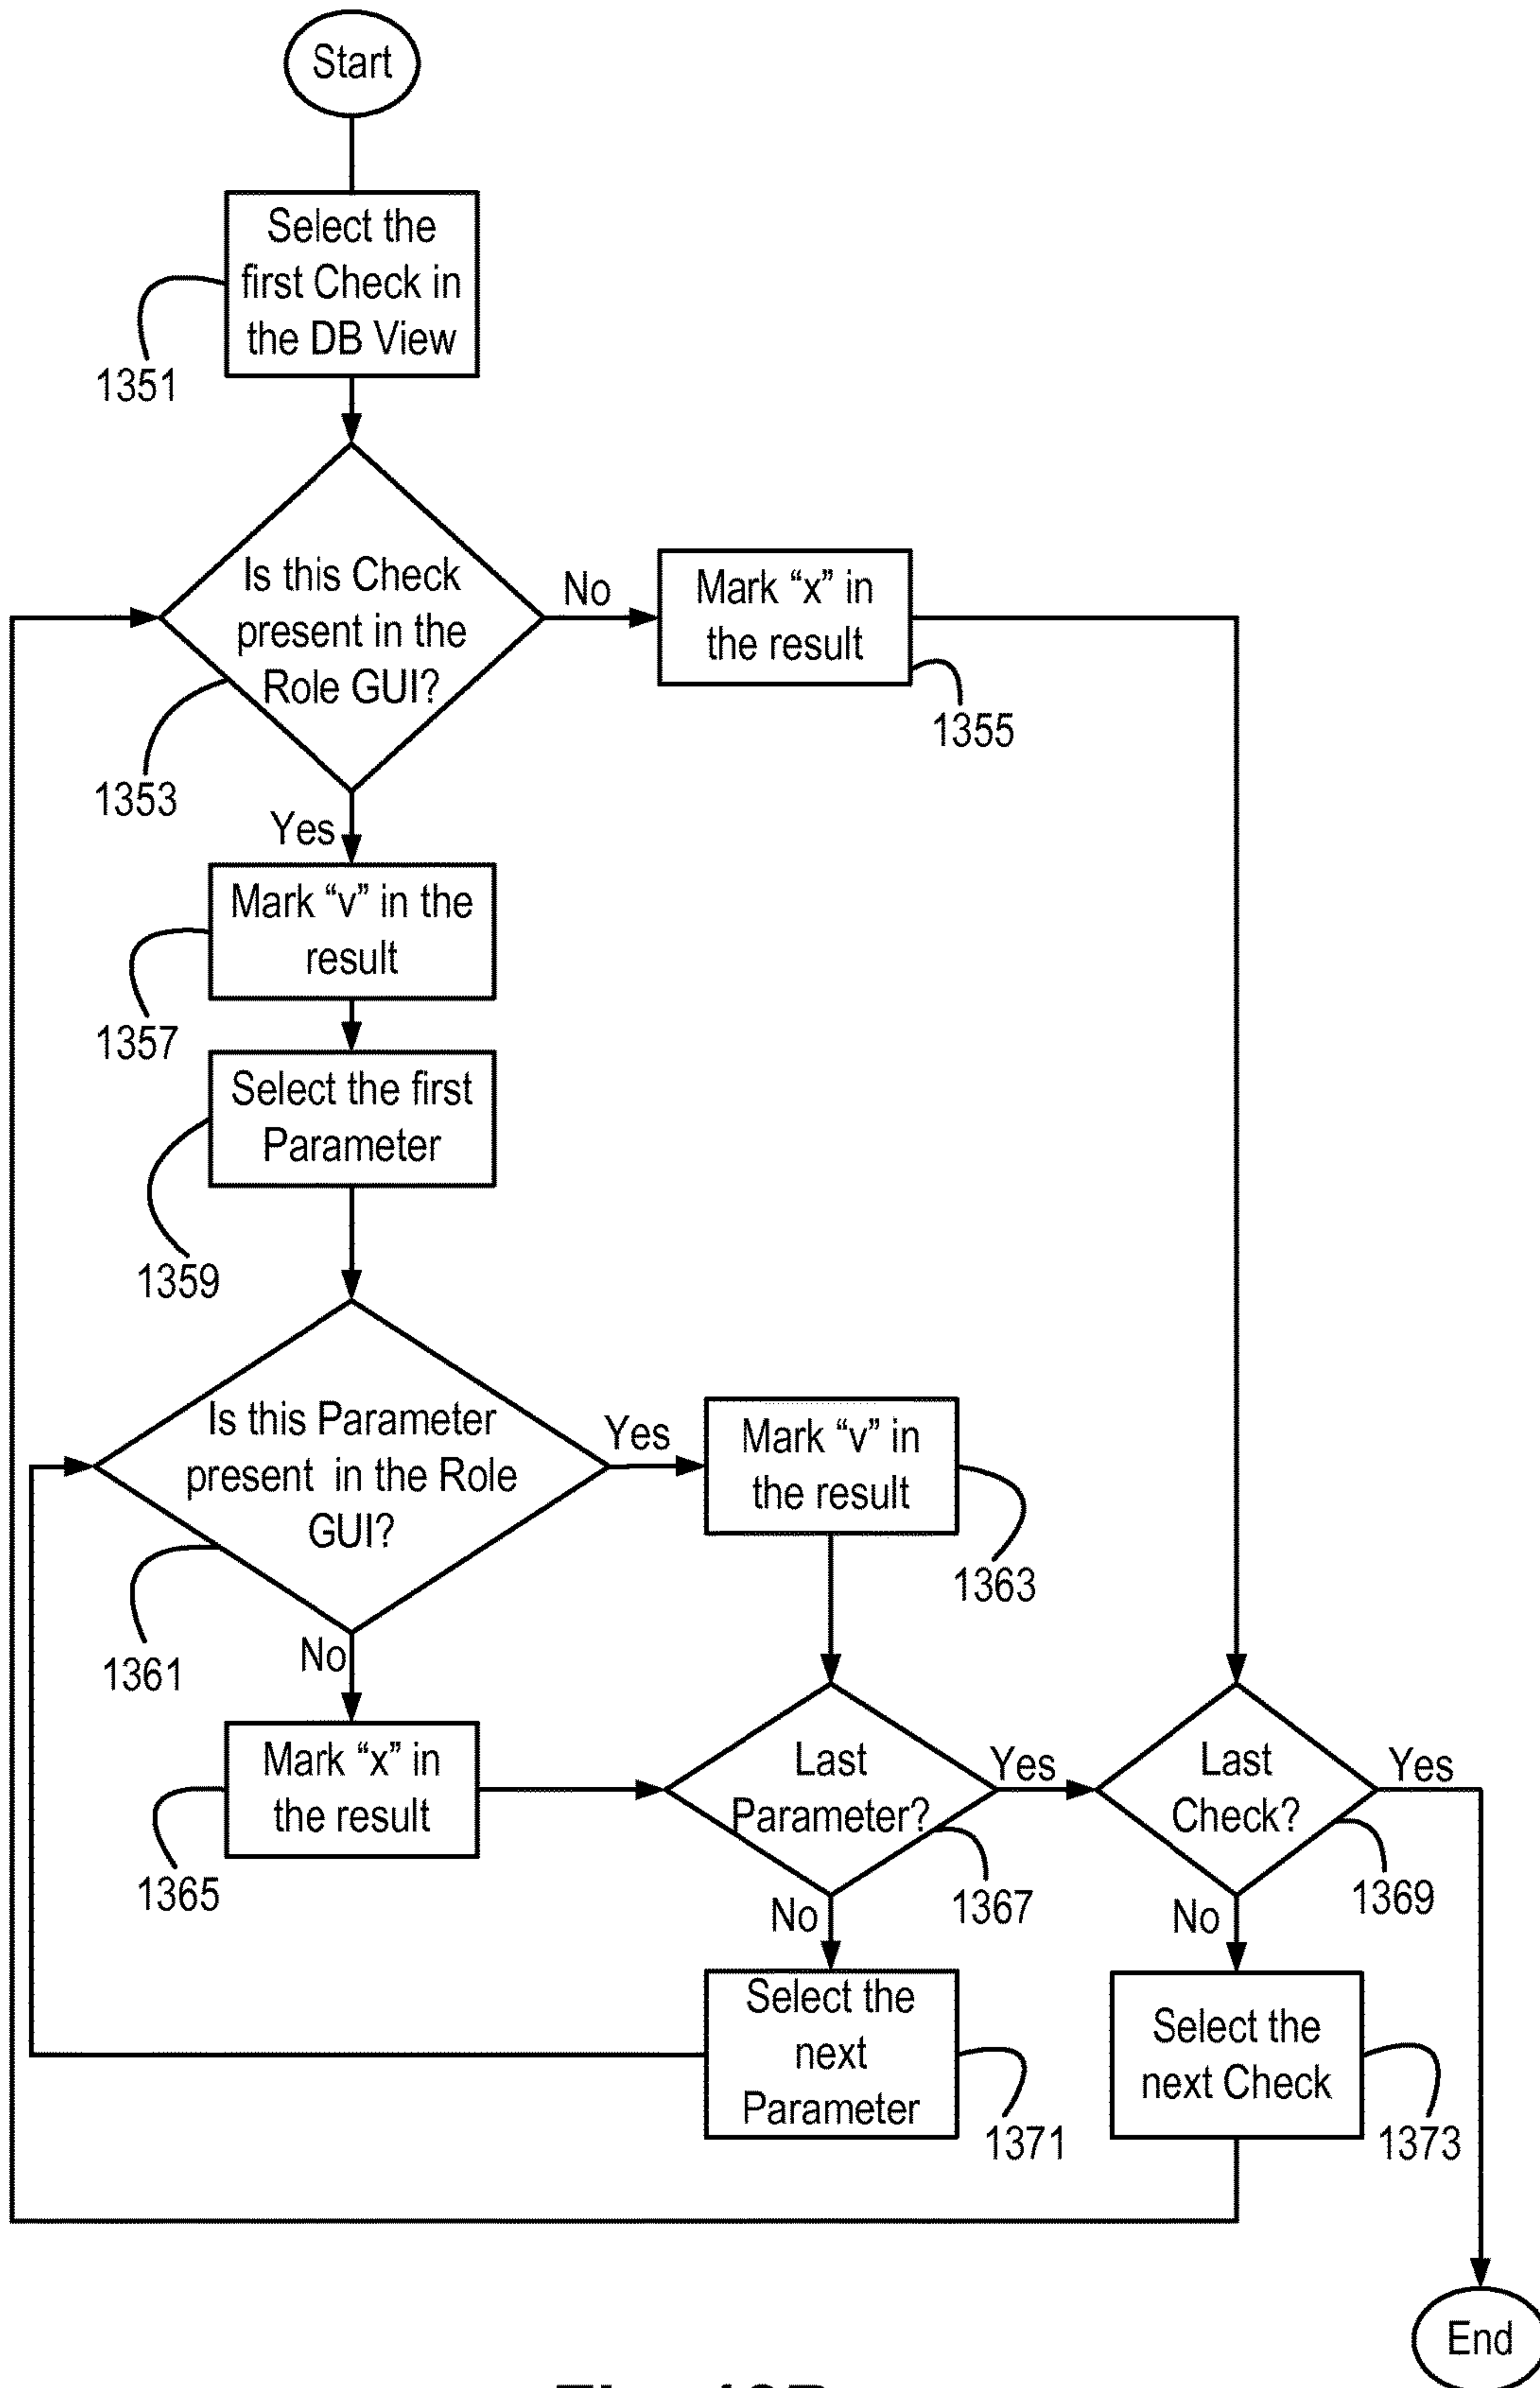 Start
Select the
first Check in
the DB View
1351
Is this Check
present in the
Role GUI?
1353
No
Mark “x” in
the result
1355
Yes
Mark “v” in the
result
1357
Select the first
Parameter
1359
Is this Parameter
present in the Role
GUI?
1361
Yes
Mark “v” in
the result
1363
No
Mark “x” in
the result
1365
Last
Parameter?
1367
Yes
Last
Check?
1369
Yes
No
Select the
next
Parameter
1371
No
Select the
next Check
1373
End